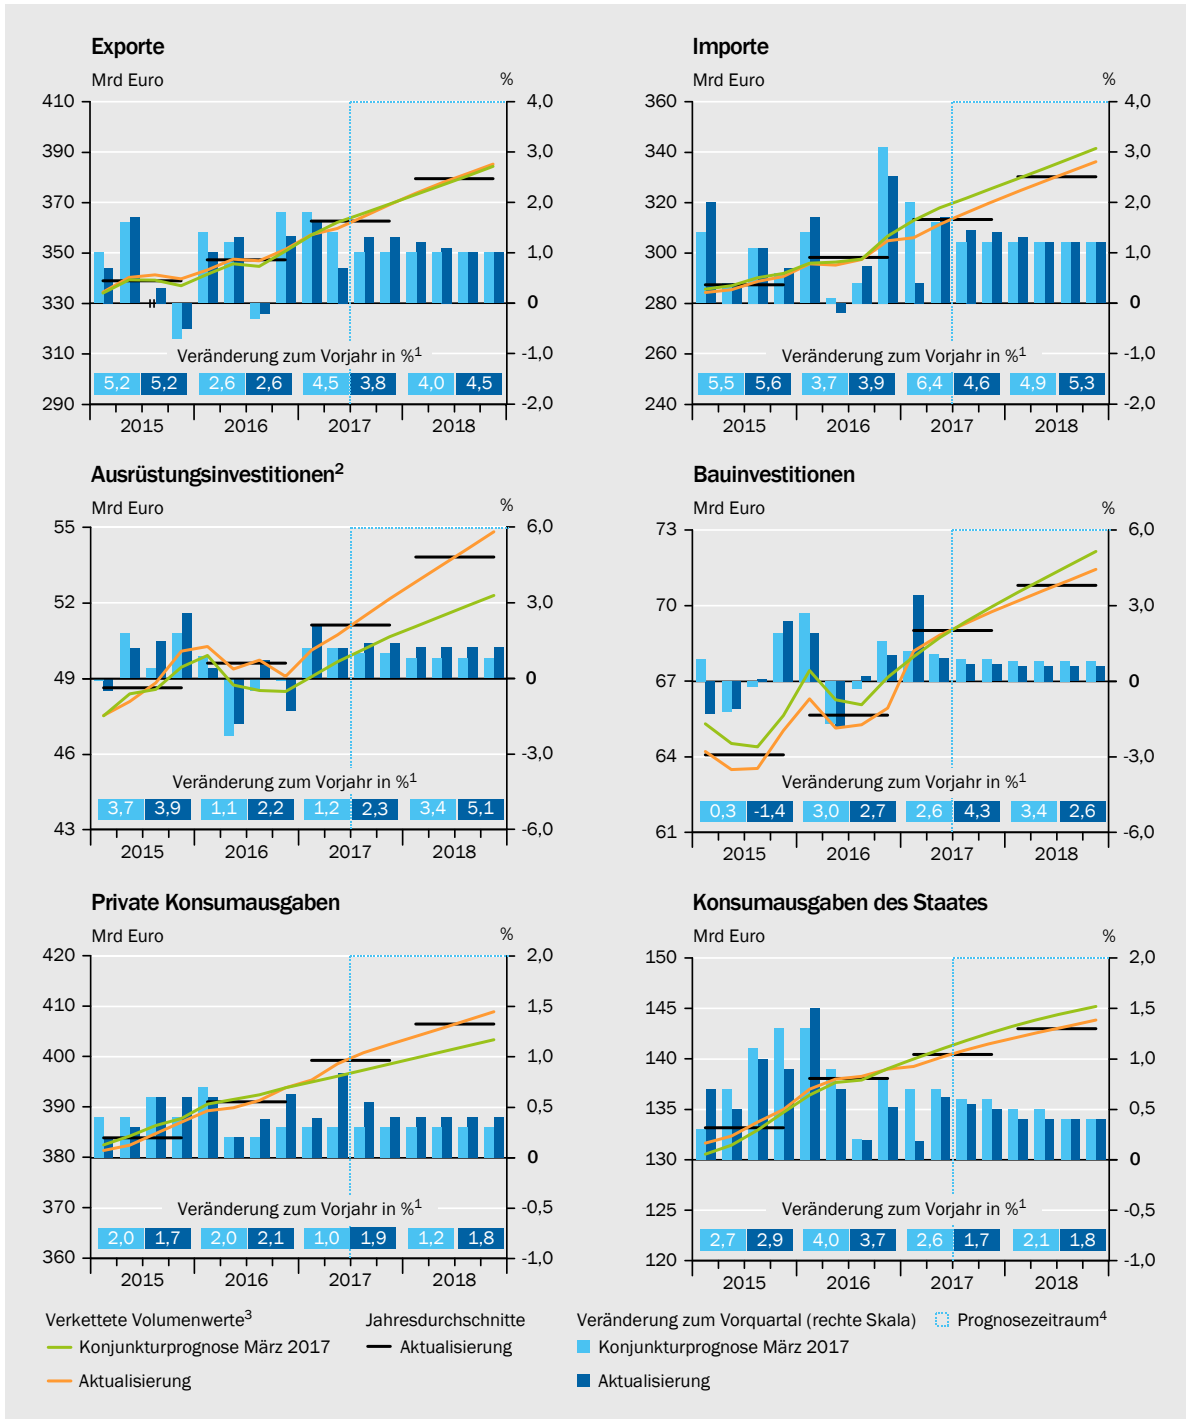 Exporte
Mrd Euro %
410 4,0
390 3,0
370 2,0
350 1,0
330 0
310 -1,0
290 -2,0
Veränderung zum Vorjahr in %1
5,2 5,2 2,6 2,6 4,5 3,8 4,0 4,5
2015 2016 2017 2018
Importe
Mrd Euro %
360 4,0
340 3,0
320 2,0
300 1,0
280 0
260 -1,0
240 -2,0
Veränderung zum Vorjahr in %1
5,5 5,6 3,7 3,9 6,4 4,6 4,9 5,3
2015 2016 2017 2018
Ausrüstungsinvestitionen2
Mrd Euro %
55 6,0
52 3,0
49 0
46 -3,0
43 -6,0
Veränderung zum Vorjahr in %1
3,7 3,9 1,1 2,2 1,2 2,3 3,4 5,1
2015 2016 2017 2018
Bauinvestitionen
Mrd Euro %
73 6,0
70 3,0
67 0
64 -3,0
61 -6,0
Veränderung zum Vorjahr in %1
0,3 -1,4 3,0 2,7 2,6 4,3 3,4 2,6
2015 2016 2017 2018
Private Konsumausgaben
Mrd Euro %
420 2,0
410 1,5
400 1,0
390 0,5
380 0
370 -0,5
360 -1,0
Veränderung zum Vorjahr in %1
2,0 1,7 2,0 2,1 1,0 1,9 1,2 1,8
2015 2016 2017 2018
Konsumausgaben des Staates
Mrd Euro %
150 2,0
145 1,5
140 1,0
135 0,5
130 0
125 -0,5
120 -1,0
Veränderung zum Vorjahr in %1
2,7 2,9 4,0 3,7 2,6 1,7 2,1 1,8
2015 2016 2017 2018
Verkettete Volumenwerte3
Konjunkturprognose März 2017
Aktualisierung
Jahresdurchschnitte
Aktualisierung
Veränderung zum Vorquartal (rechte Skala)
Konjunkturprognose März 2017
Aktualisierung
Prognosezeitraum4